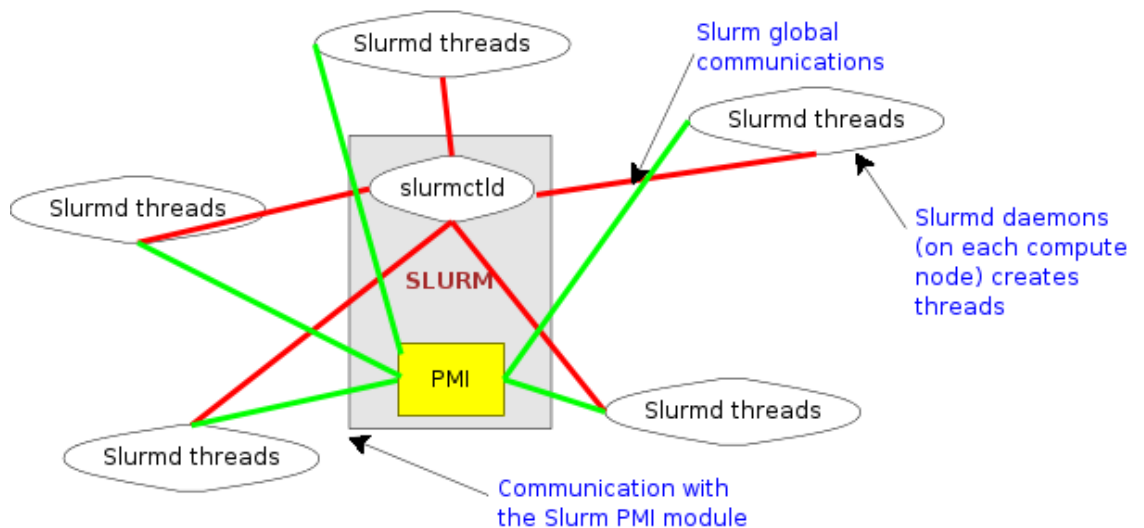 Slurmd threads
Slurm global
communications
Slurmd threads
slurmctld
Slurmd threads
Slurmd daemons
(on each compute
node) creates
threads
SLURM
PMI
Slurmd threads
Slurmd threads
Communication with
the Slurm PMI module